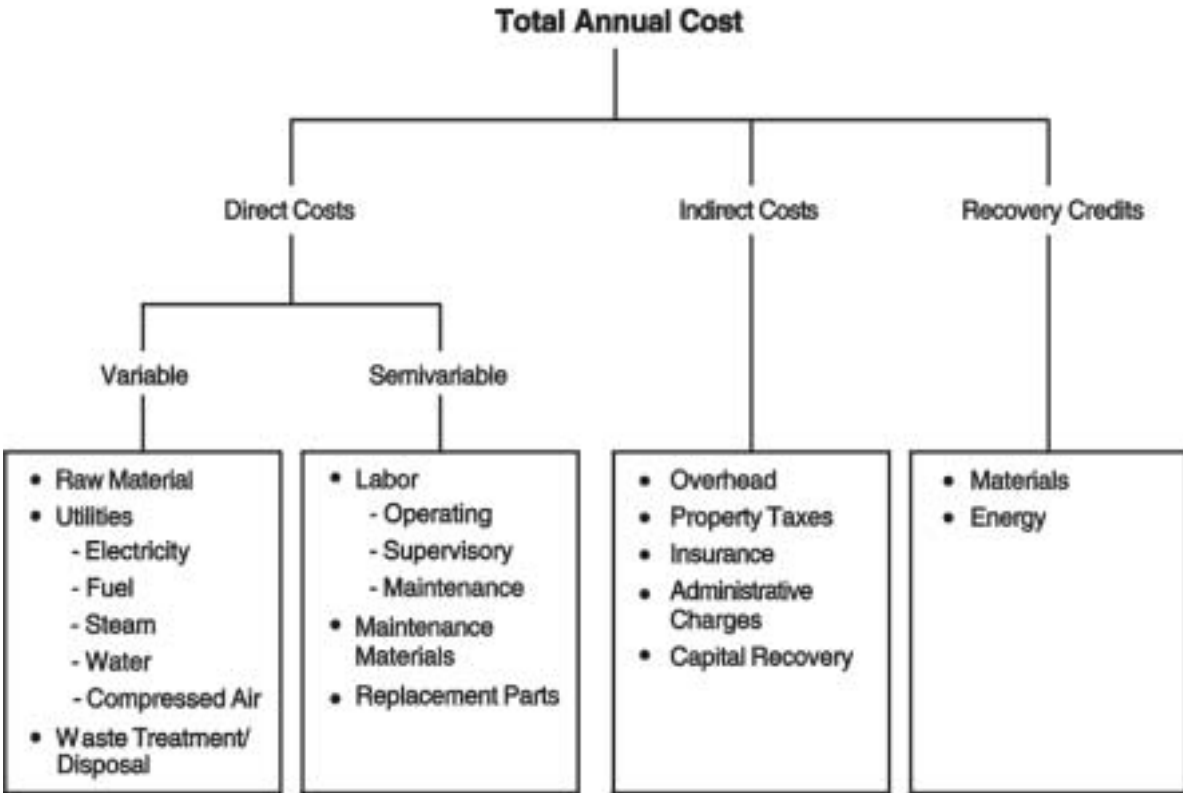 Total Annual Cost
Direct Costs
Indirect Costs
Recovery Credits
Variable
Semivariable
• Raw Material
• Utilities
- Electricity
- Fuel
- Steam
- Water
- Compressed Air
• Waste Treatment/
Disposal
• Labor
- Operating
- Supervisory
- Maintenance
• Maintenance
Materials
• Replacement Parts
• Overhead
• Property Taxes
• Insurance
• Administrative
Charges
• Capital Recovery
• Materials
• Energy